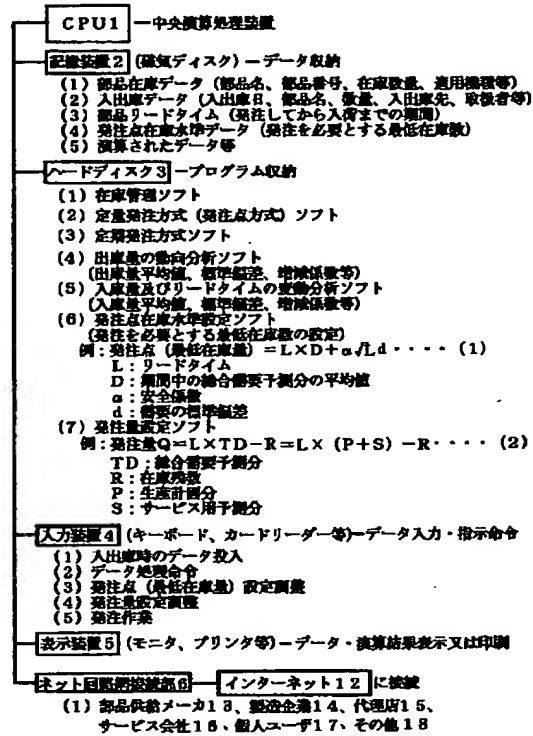 CPU1 ―中央演算処理装置
記録装置2 (磁気ディスク) ―データ収納
(1) 部品在庫データ (部品名、部品番号、在庫数量、適用機種等)
(2) 入出庫データ (入出庫日、部品名、数量、入出庫先、取扱者等)
(3) 部品リードタイム (発注してから入荷までの期間)
(4) 発注点在庫水準データ (発注を必要とする最低在庫数)
(5) 演算されたデータ等
ハードディスク3 ―プログラム収納
(1) 在庫管理ソフト
(2) 定量発注方式 (発注点方式) ソフト
(3) 定期発注方式ソフト
(4) 出庫量の動向分析ソフト
(出庫量平均値、標準偏差、増減係数等)
(5) 入庫量及びリードタイムの変動分析ソフト
(入庫量平均値、標準偏差、増減係数等)
(6) 発注点在庫水準設定ソフト
(発注を必要とする最低在庫数の設定)
例:発注点 (最低在庫量) =L×D+α√Ld・・・・ (1)
L:リードタイム
D:期間中の総合需要予測分の平均値
α:安全係数
d:需要の標準偏差
(7) 発注量設定ソフト
例:発注量Q=L×TD-R=L× (P+S) -R・・・・ (2)
TD:総合需要予測分
R:在庫残数
P:生産計画分
S:サービス用予測分
入力装置4 (キーボード、カードリーダー等)―データ入力・指示命令
(1) 入出庫時のデータ投入
(2) データ処理命令
(3) 発注点 (最低在庫量) 設定調整
(4) 発注量設定調整
(5) 発注作業
表示装置5 (モニタ、プリンタ等) ―データ・演算結果表示又は印刷
ネット回路網接続部6 インターネット12 に接続
(1) 部品供給メーカ13、製造企業14、代理店15、
サービス会社16、個人ユーザ17、その他18